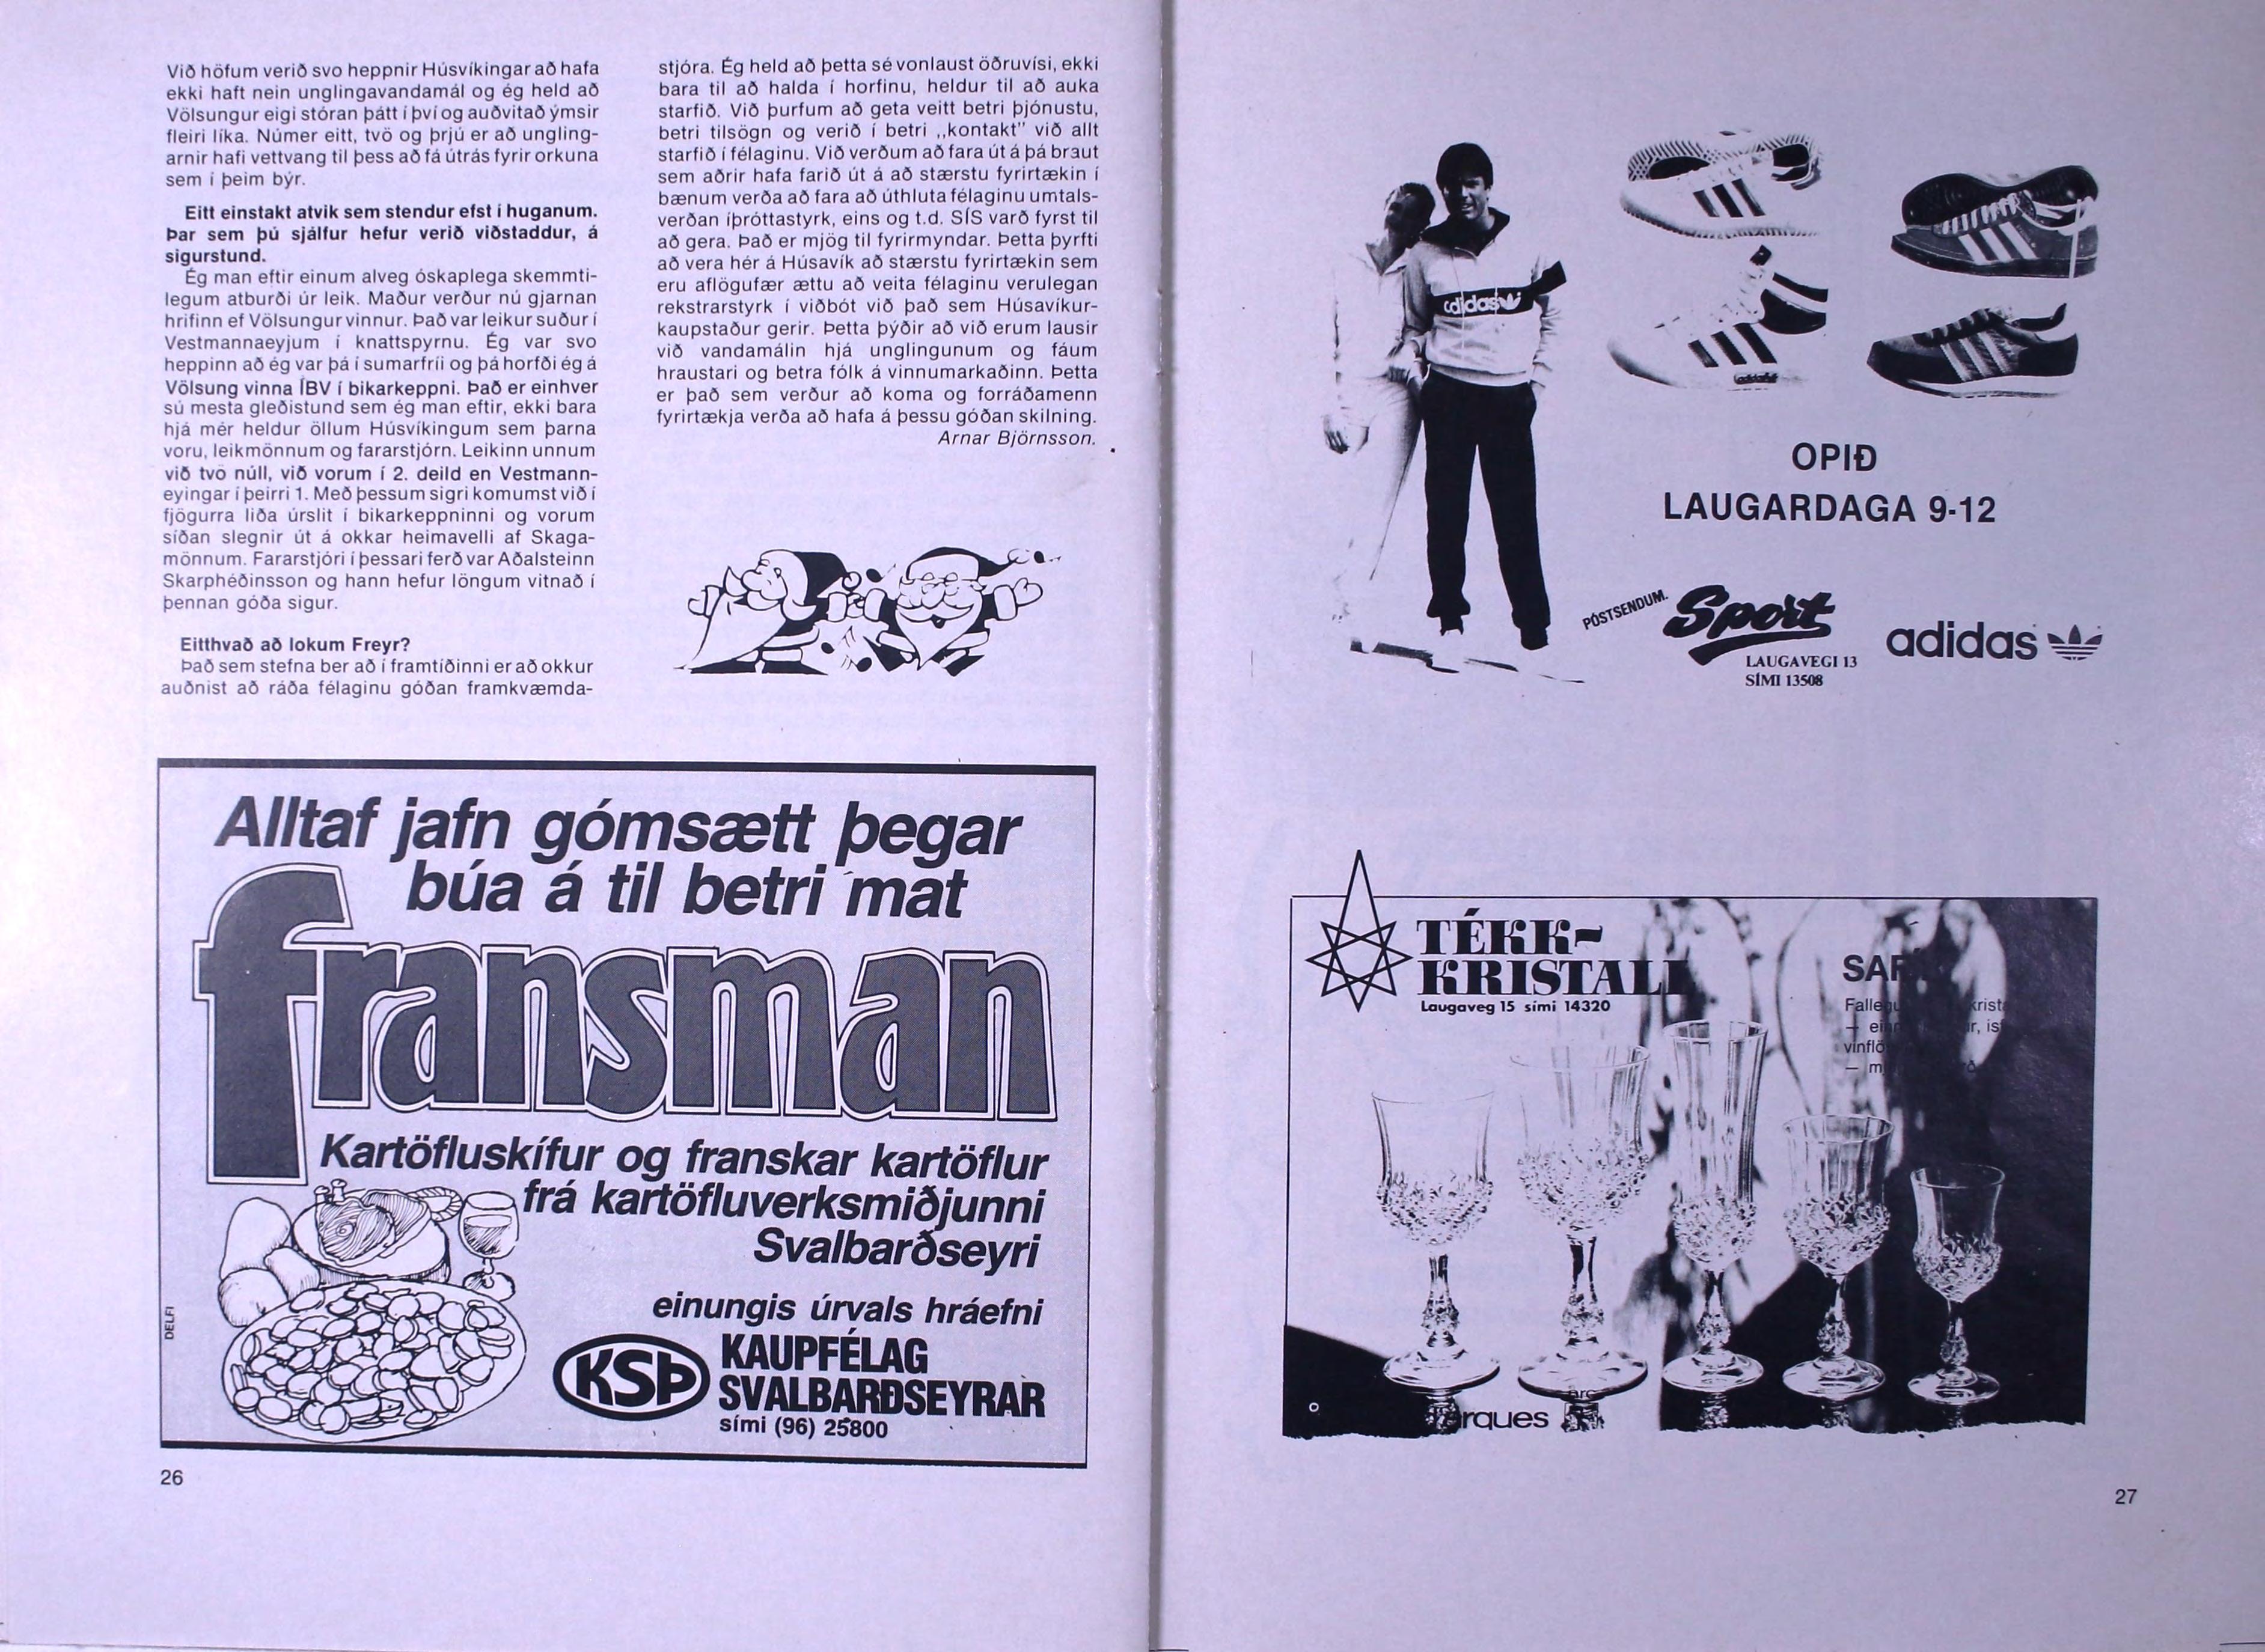 Við höfum verið svo heppnir Húsvíkingar að hafa
ekki haft nein unglingavandamál og ég held að
Völsungur eigi stóran þátt í því og auðvitað ýmsir
fleiri líka. Númer eitt, tvö og þrjú er að ungling-
arnir hafi vettvang til þess að fá útrás fyrir orkuna
sem í þeim býr.
Eitt einstakt atvik sem stendur efst í huganum.
Þar sem þú sjálfur hefur verið viðstaddur, á
sigurstund.
Ég man eftir einum alveg óskaplega skemmti-
legum atburði úr leik. Maður verður nú gjarnan
hrifinn ef Völsungur vinnur. Það var leikur suður í
Vestmannaeyjum í knattspyrnu. Ég var svo
heppinn að ég var þá í sumarfríi og þá horfði ég á
Völsung vinna ÍBV í bikarkeppni. Það er einhver
sú mesta gleðistund sem ég man eftir, ekki bara
hjá mér heldur öllum Húsvíkingum sem þarna
voru, leikmönnum og fararstjórn. Leikinn unnum
við tvö núll, við vorum í 2. deild en Vestmann-
eyingar í þeirri 1. Með þessum sigri komumst við í
fjögurra liða úrslit í bikarkeppninni og vorum
síðan slegnir út á okkar heimavelli af Skaga-
mönnum. Fararstjóri í þessari ferð var Aðalsteinn
Skarphéðinsson og hann hefur löngum vitnað í
þennan góða sigur.
Eitthvað að lokum Freyr?
Það sem stefna ber að í framtíðinni er að okkur
auðnist að ráða félaginu góðan framkvæmda-
stjóra. Ég held að þetta sé vonlaust öðruvísi, ekki
bara til að halda í horfinu, heldur til að auka
starfið. Við þurfum að geta veitt betri þjónustu,
betri tilsögn og verið í betri ,,kontakt" við allt
starfið í félaginu. Við verðum að fara út á þá braut
sem aðrir hafa farið út á að stærstu fyrirtækin í
bænum verða að fara að úthluta félaginu umtals-
verðan íþróttastyrk, eins og t.d. SÍS varð fyrst til
að gera. Það er mjög til fyrirmyndar. Þetta þyrfti
að vera hér á Húsavík að stærstu fyrirtækin sem
eru aflögufær ættu að veita félaginu verulegan
rekstrarstyrk í viðbót við það sem Húsavíkur-
kaupstaður gerir. Þetta þýðir að við erum lausir
við vandamálin hjá unglingunum og fáum
hraustari og betra fólk á vinnumarkaðinn. Þetta
er það sem verður að koma og forráðamenn
fyrirtækja verða að hafa á þessu góðan skilning.
Arnar Björnsson.
Alltaf jafn gómsætt þegar
búa á til betri mat
fransman
Kartöfluskífur og franskar kartöflur
frá kartöfluverksmiðjunni
Svalbarðseyri
einungis úrvals hráefni
KSÞ
KAUPFÉLAG
SVALBARÐSEYRAR
sími (96) 25800
DELFI
26
adidas
adidas
OPIÐ
LAUGARDAGA 9-12
PÓSTSENDUM.
Sport
LAUGAVEGI 13
SÍMI 13508
adidas
TÉKK-
KRISTALL
Laugaveg 15 sími 14320
27